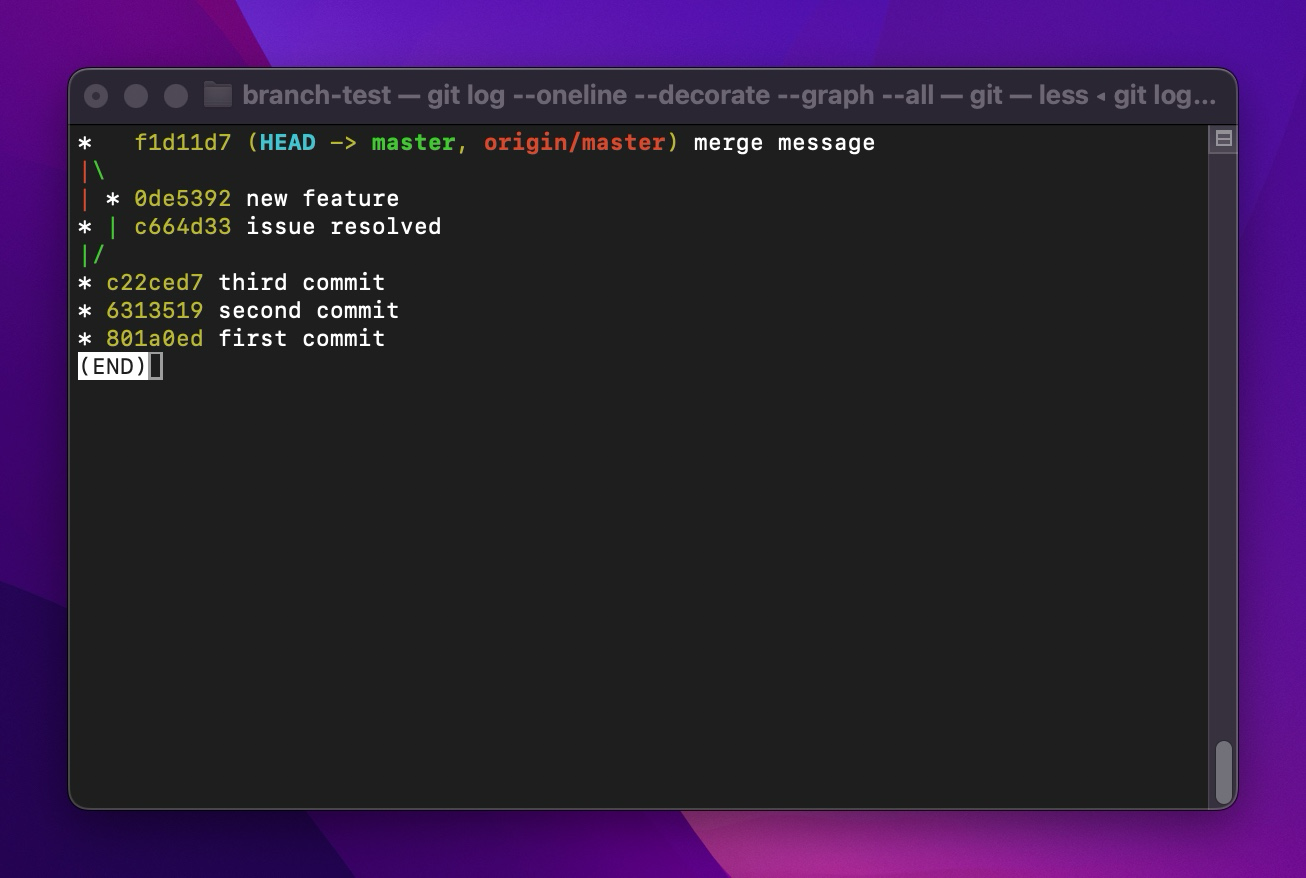 branch-test — git log --oneline --decorate --graph --all — git — less ◂ git log...
*   f1d11d7 (HEAD -> master, origin/master) merge message
|\
| * 0de5392 new feature
* | c664d33 issue resolved
|/
* c22ced7 third commit
* 6313519 second commit
* 801a0ed first commit
(END)